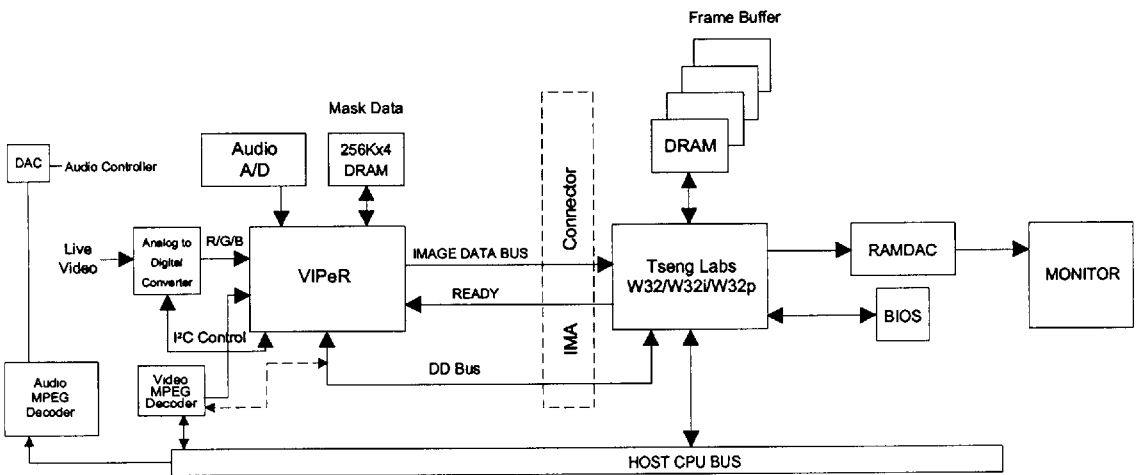 Frame Buffer
Mask Data
DAC
Audio Controller
Audio
A/D
256Kx4
DRAM
DRAM
Connector
IMA
Live
Video
Analog to
Digital
Converter
R/G/B
VIPeR
IMAGE DATA BUS
READY
Tseng Labs
W32/W32i/W32p
RAMDAC
MONITOR
BIOS
I²C Control
DD Bus
Audio
MPEG
Decoder
Video
MPEG
Decoder
HOST CPU BUS